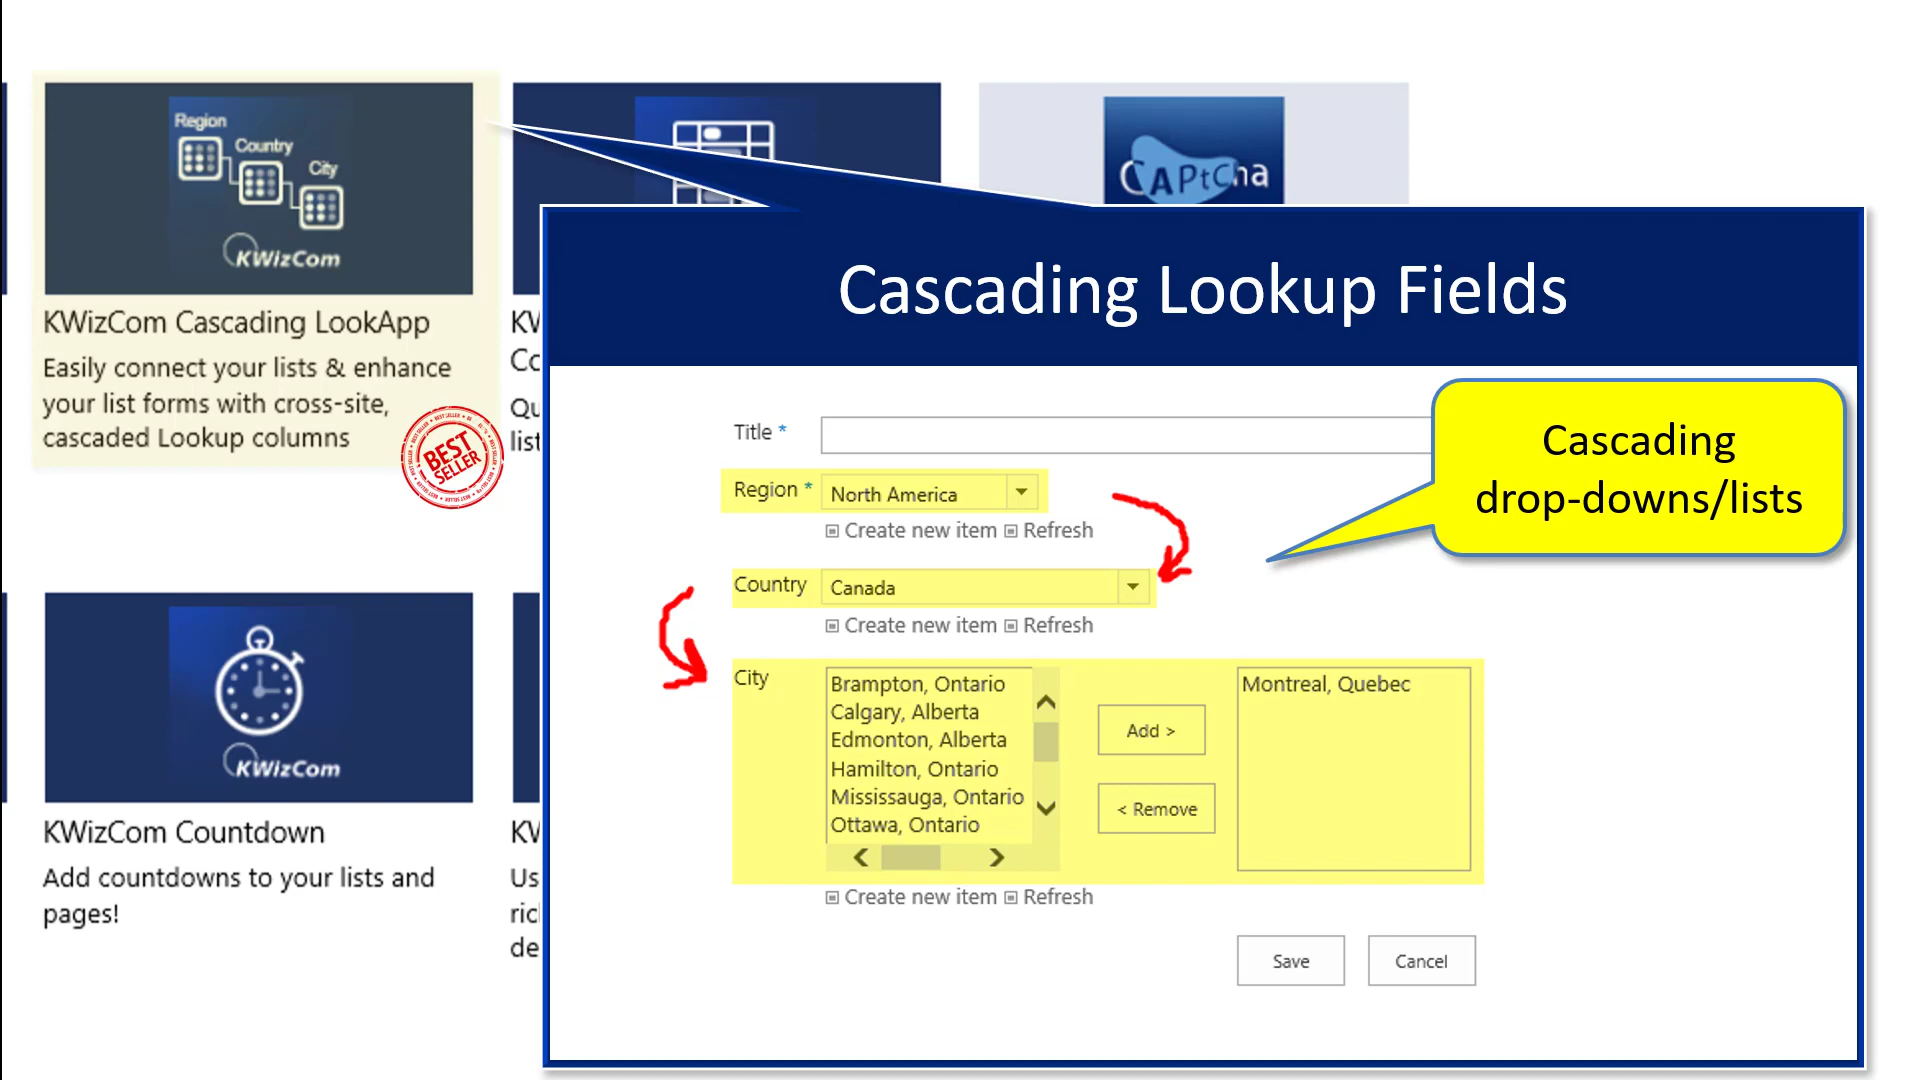 Region
Country
City
KWizCom
KWizCom Cascading LookApp
Easily connect your lists & enhance
your list forms with cross-site,
cascaded Lookup columns
BEST
SELLER
CAPtCha
Cascading Lookup Fields
Title *
Region * North America
Create new item Refresh
Country Canada
Create new item Refresh
City
Brampton, Ontario
Calgary, Alberta
Edmonton, Alberta
Hamilton, Ontario
Mississauga, Ontario
Ottawa, Ontario
Add >
< Remove
Montreal, Quebec
Create new item Refresh
Save Cancel
Cascading
drop-downs/lists
KWizCom
KWizCom Countdown
Add countdowns to your lists and
pages!